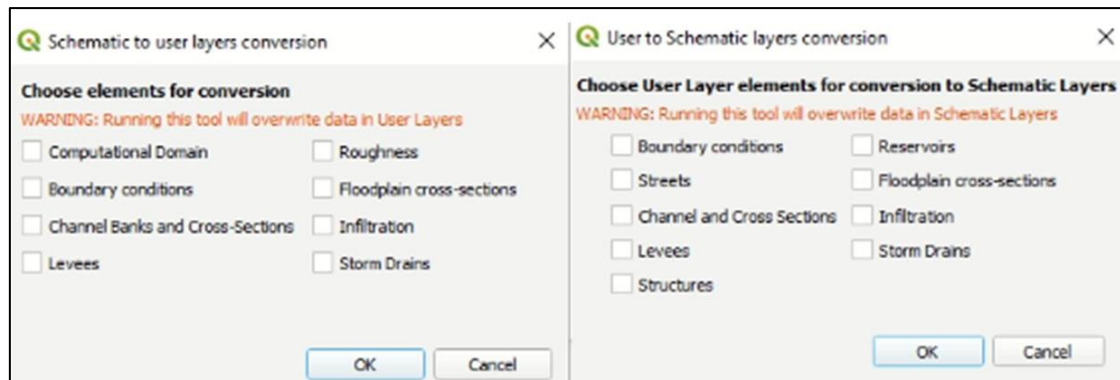 Schematic to user layers conversion
Choose elements for conversion
WARNING: Running this tool will overwrite data in User Layers
Computational Domain
Roughness
Boundary conditions
Floodplain cross-sections
Channel Banks and Cross-Sections
Infiltration
Levees
Storm Drains
OK
Cancel
User to Schematic layers conversion
Choose User Layer elements for conversion to Schematic Layers
WARNING: Running this tool will overwrite data in Schematic Layers
Boundary conditions
Reservoirs
Streets
Floodplain cross-sections
Channel and Cross Sections
Infiltration
Levees
Storm Drains
Structures
OK
Cancel